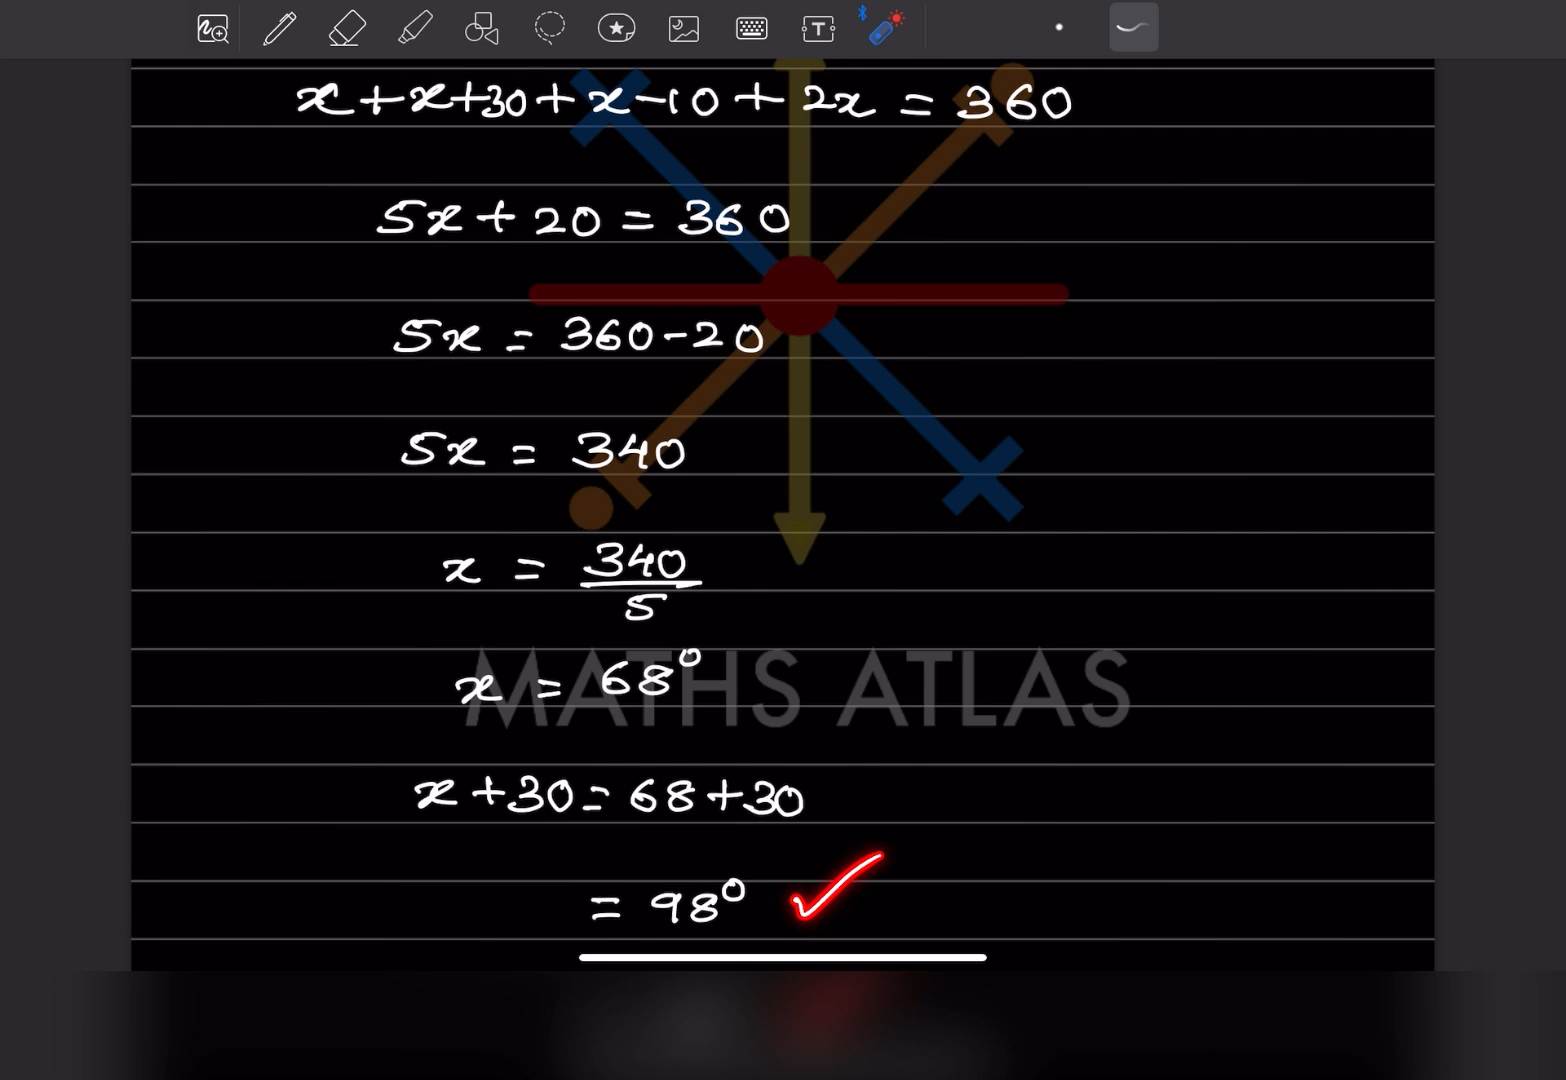 x+x+30+x-10+2x=360
5x+20=360
5x=360-20
5x=340
x=340/5
x=68°
MATHS ATLAS
x+30=68+30
=98°